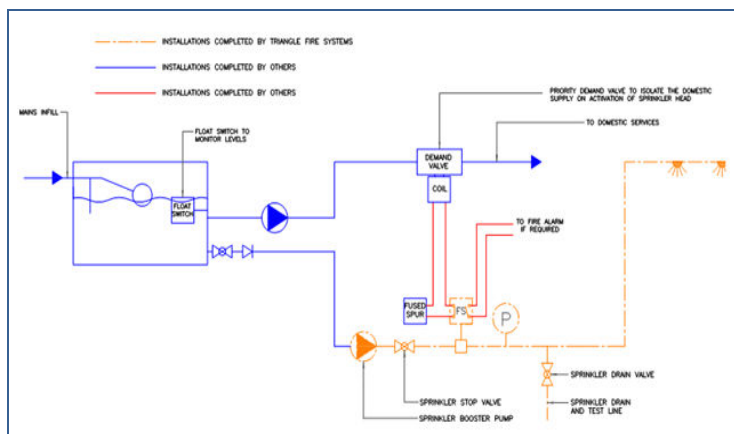 INSTALLATIONS COMPLETED BY TRIANGLE FIRE SYSTEMS
INSTALLATIONS COMPLETED BY OTHERS
INSTALLATIONS COMPLETED BY OTHERS
PRIORITY DEMAND VALVE TO ISOLATE THE DOMESTIC
SUPPLY ON ACTIVATION OF SPRINKLER HEAD
MAINS INFILL
FLOAT SWITCH TO
MONITOR LEVELS
TO DOMESTIC SERVICES
DEMAND
VALVE
COIL
FLOAT
SWITCH
TO FIRE ALARM
IF REQUIRED
FUSED
SPUR
FS
P
SPRINKLER DRAIN VALVE
SPRINKLER STOP VALVE
SPRINKLER DRAIN
AND TEST LINE
SPRINKLER BOOSTER PUMP